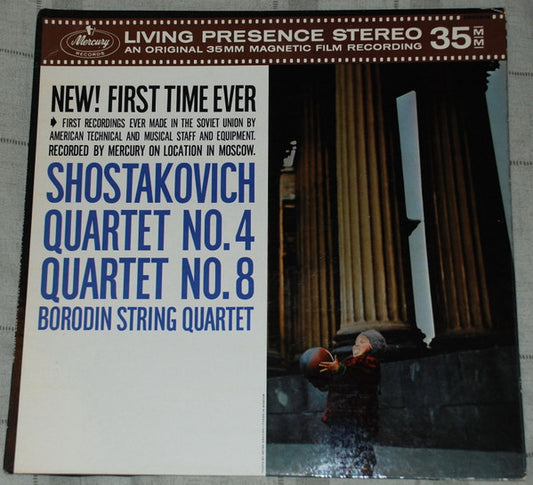 Mercury
RECORDS
LIVING PRESENCE STEREO
AN ORIGINAL 35MM MAGNETIC FILM RECORDING
35MM
NEW! FIRST TIME EVER
FIRST RECORDINGS EVER MADE IN THE SOVIET UNION BY
AMERICAN TECHNICAL AND MUSICAL STAFF AND EQUIPMENT.
RECORDED BY MERCURY ON LOCATION IN MOSCOW.
SHOSTAKOVICH
QUARTET NO. 4
QUARTET NO. 8
BORODIN STRING QUARTET